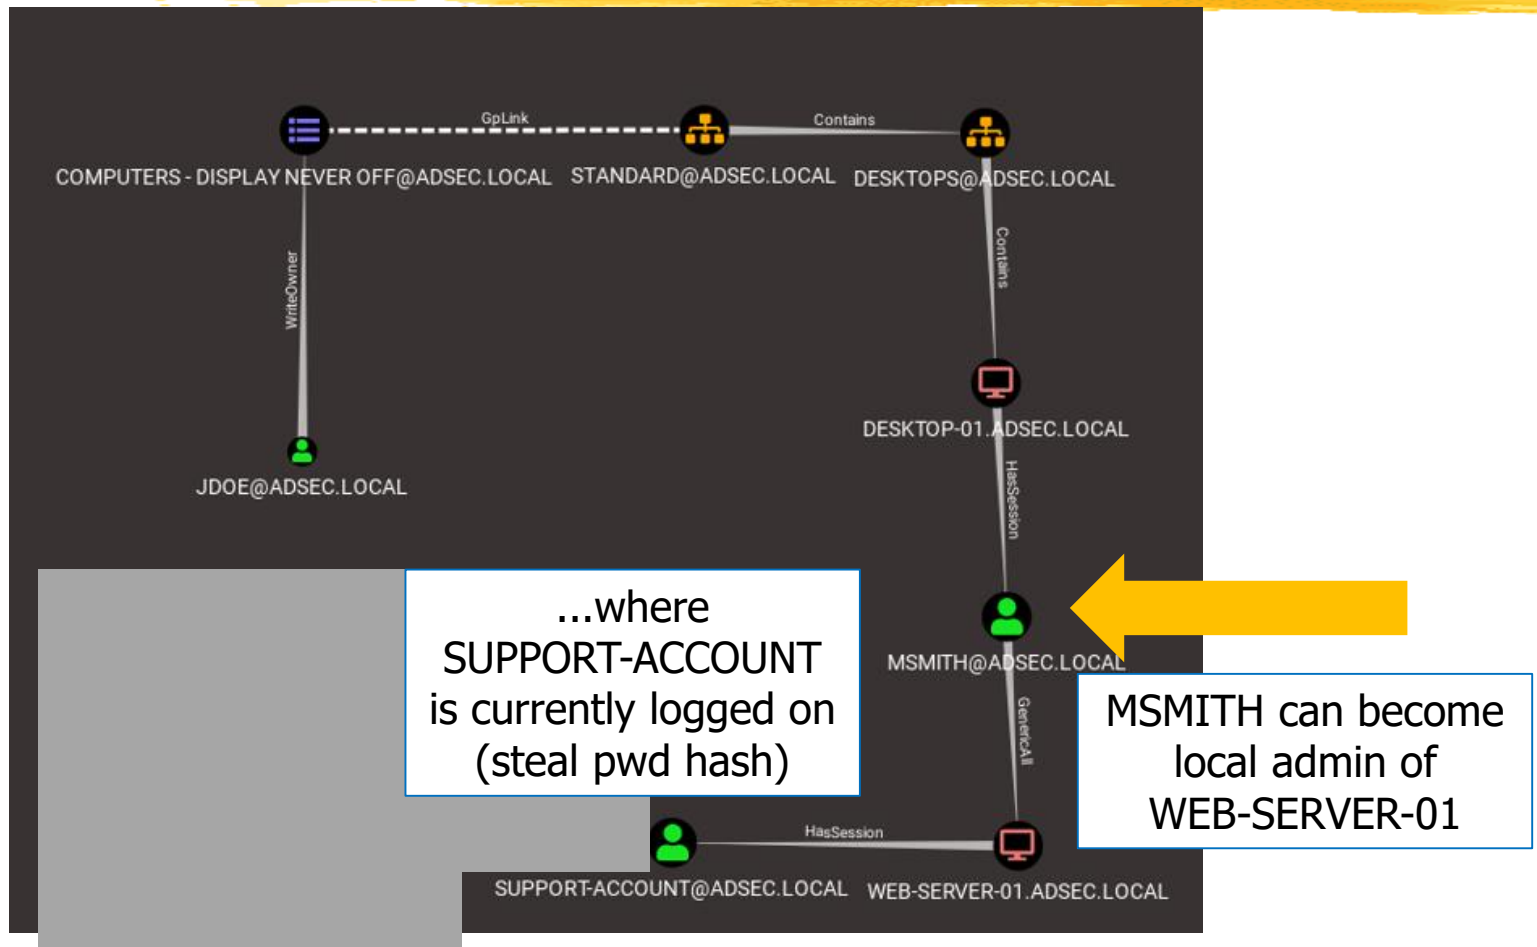 GpLink
Contains
COMPUTERS - DISPLAY NEVER OFF@ADSEC.LOCAL
STANDARD@ADSEC.LOCAL
DESKTOPS@ADSEC.LOCAL
WriteOwner
Contains
JDOE@ADSEC.LOCAL
DESKTOP-01.ADSEC.LOCAL
HasSession
...where
SUPPORT-ACCOUNT
is currently logged on
(steal pwd hash)
MSMITH@ADSEC.LOCAL
GenericAll
MSMITH can become
local admin of
WEB-SERVER-01
HasSession
SUPPORT-ACCOUNT@ADSEC.LOCAL
WEB-SERVER-01.ADSEC.LOCAL